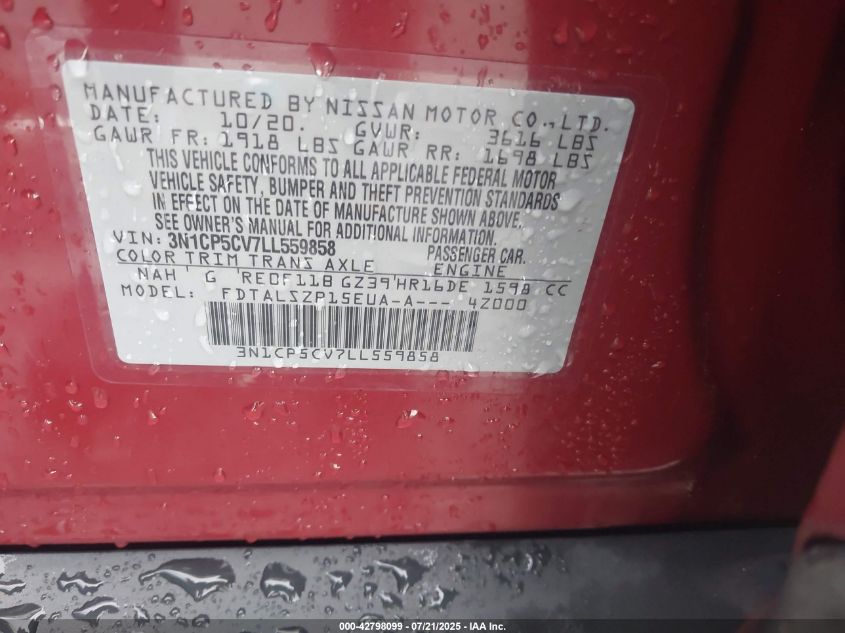 MANUFACTURED BY NISSAN MOTOR CO.,LTD.
DATE: 10/20. GVWR: 3616 LBS
GAWR FR: 1918 LBS GAWR RR: 1698 LBS
THIS VEHICLE CONFORMS TO ALL APPLICABLE FEDERAL MOTOR
VEHICLE SAFETY, BUMPER AND THEFT PREVENTION STANDARDS
IN EFFECT ON THE DATE OF MANUFACTURE SHOWN ABOVE.
SEE OWNER'S MANUAL FOR ADDITIONAL INFORMATION.
VIN: 3N1CP5CV7LL559858 PASSENGER CAR.
COLOR TRIM TRANS AXLE ENGINE
NAH ' G ' RE0F11B GZ39'HR16DE 1598 CC
MODEL: FDTALSZP15EUA-A--- 4Z000
3N1CP5CV7LL559858
000-42798099 - 07/21/2025 - IAA Inc.